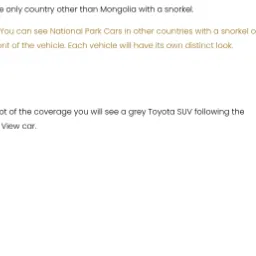 e only country other than Mongolia with a snorkel.
You can see National Park Cars in other countries with a snorkel o
nt of the vehicle. Each vehicle will have its own distinct look.
ot of the coverage you will see a grey Toyota SUV following the
View car.